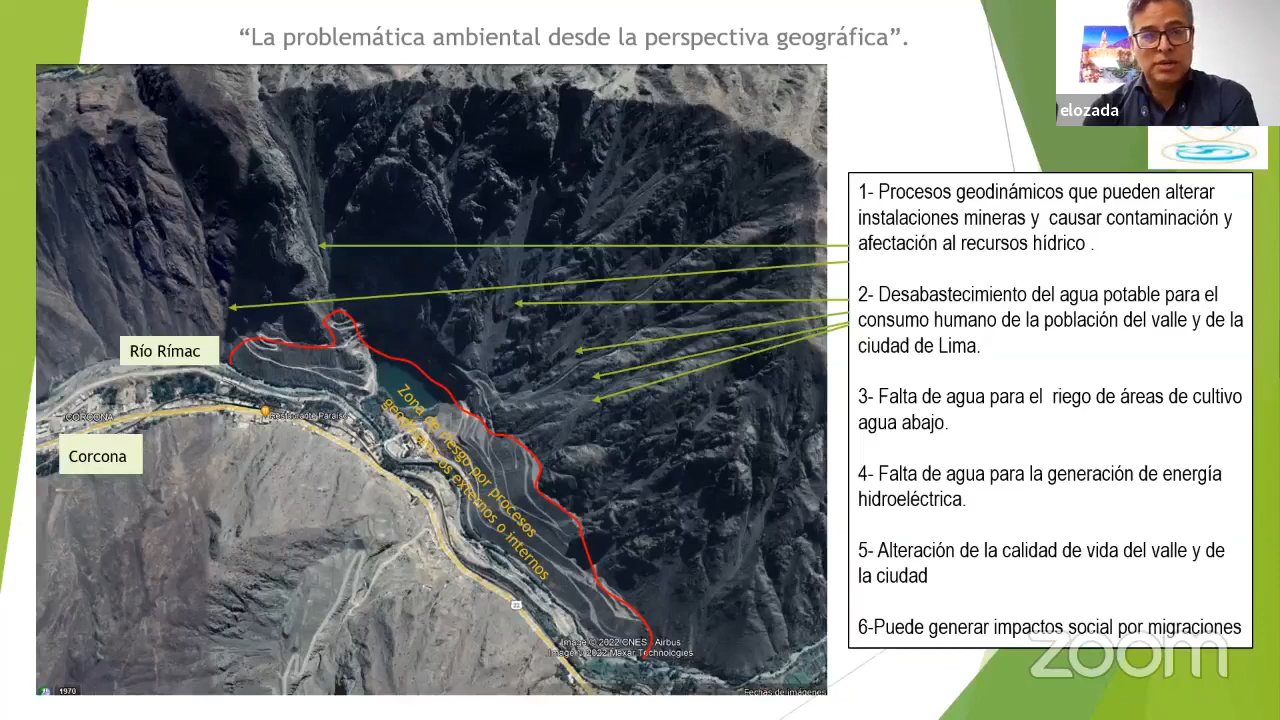 “La problemática ambiental desde la perspectiva geográfica”.
elozada
1- Procesos geodinámicos que pueden alterar
instalaciones mineras y causar contaminación y
afectación al recursos hídrico .
2- Desabastecimiento del agua potable para el
consumo humano de la población del valle y de la
ciudad de Lima.
3- Falta de agua para el riego de áreas de cultivo
agua abajo.
4- Falta de agua para la generación de energía
hidroeléctrica.
5- Alteración de la calidad de vida del valle y de
la ciudad
6-Puede generar impactos social por migraciones
Río Rímac
CORCONA
Restaurante Paraiso
Corcona
Zona de riesgo por procesos
geodinámicos externos o internos
22
Image © 2022 CNES / Airbus
Image © 2022 Maxar Technologies
1970
Fechas de imágenes
zoom